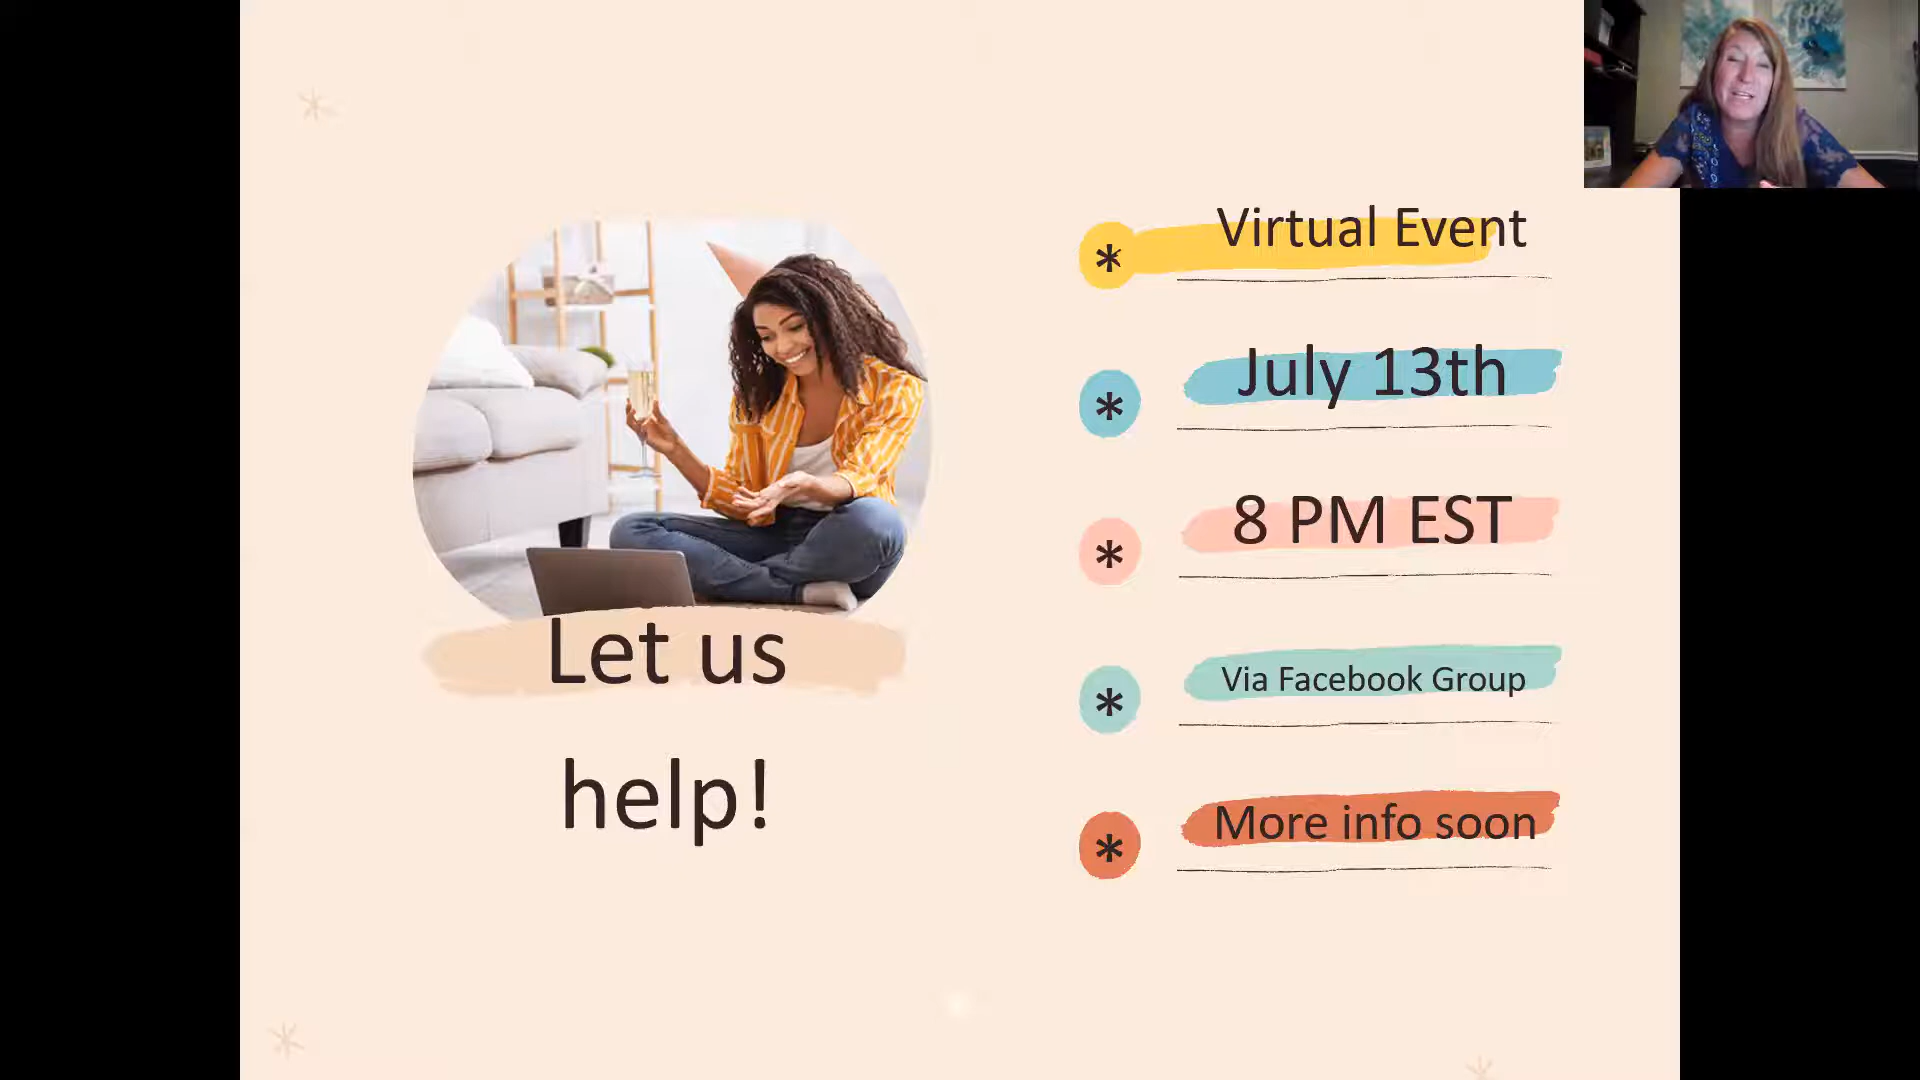 Let us
help!
* Virtual Event
* July 13th
* 8 PM EST
* Via Facebook Group
* More info soon